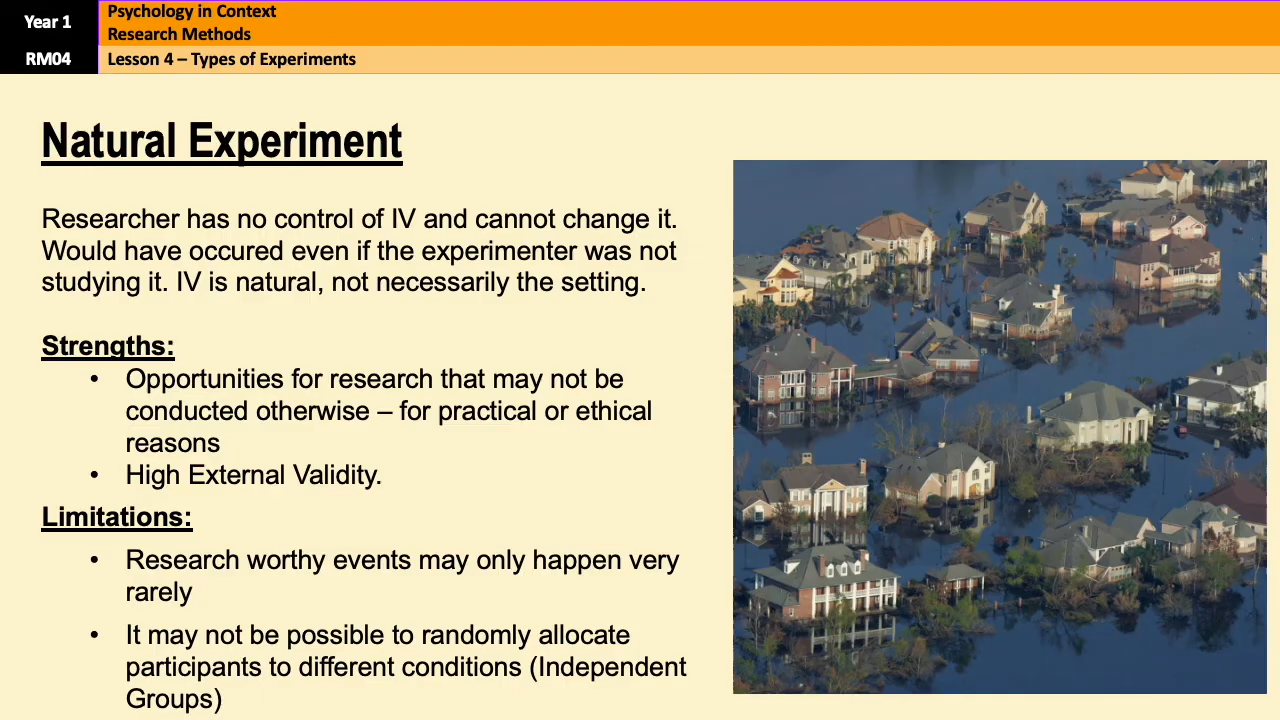 Year 1
Psychology in Context
Research Methods
RM04
Lesson 4 – Types of Experiments
Natural Experiment
Researcher has no control of IV and cannot change it.
Would have occured even if the experimenter was not
studying it. IV is natural, not necessarily the setting.
Strengths:
• Opportunities for research that may not be
conducted otherwise – for practical or ethical
reasons
• High External Validity.
Limitations:
• Research worthy events may only happen very
rarely
• It may not be possible to randomly allocate
participants to different conditions (Independent
Groups)